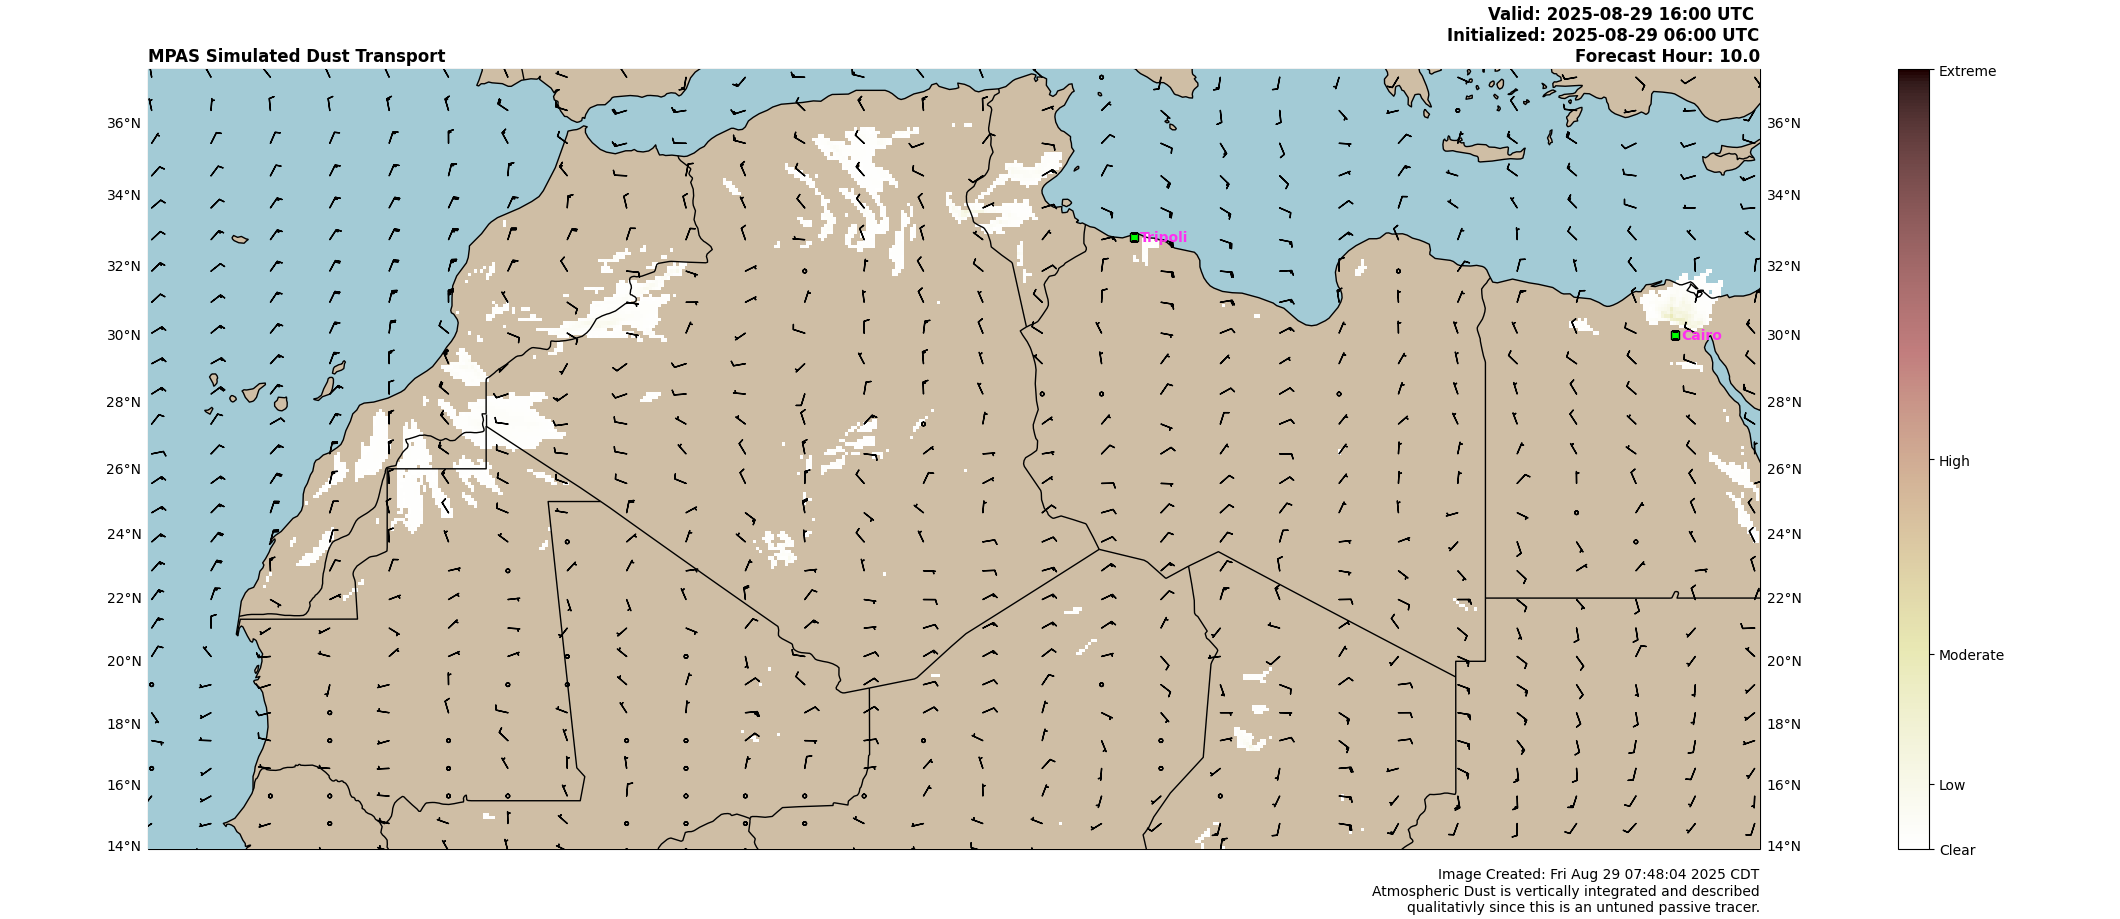 Valid: 2025-08-29 16:00 UTC
Initialized: 2025-08-29 06:00 UTC
MPAS Simulated Dust Transport
Forecast Hour: 10.0
Extreme
36°N
36°N
34°N
34°N
Tripoli
32°N
32°N
30°N
Cairo
30°N
28°N
28°N
26°N
26°N
High
24°N
24°N
22°N
22°N
20°N
20°N
Moderate
18°N
18°N
16°N
16°N
Low
14°N
14°N
Clear
Image Created: Fri Aug 29 07:48:04 2025 CDT
Atmospheric Dust is vertically integrated and described
qualitativly since this is an untuned passive tracer.